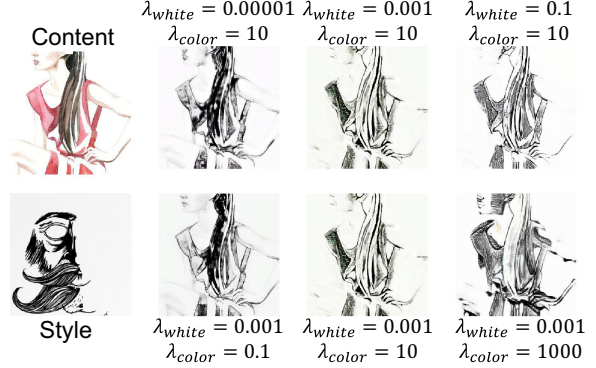 Content
λ_white = 0.00001
λ_color = 10
λ_white = 0.001
λ_color = 10
λ_white = 0.1
λ_color = 10
Style
λ_white = 0.001
λ_color = 0.1
λ_white = 0.001
λ_color = 10
λ_white = 0.001
λ_color = 1000